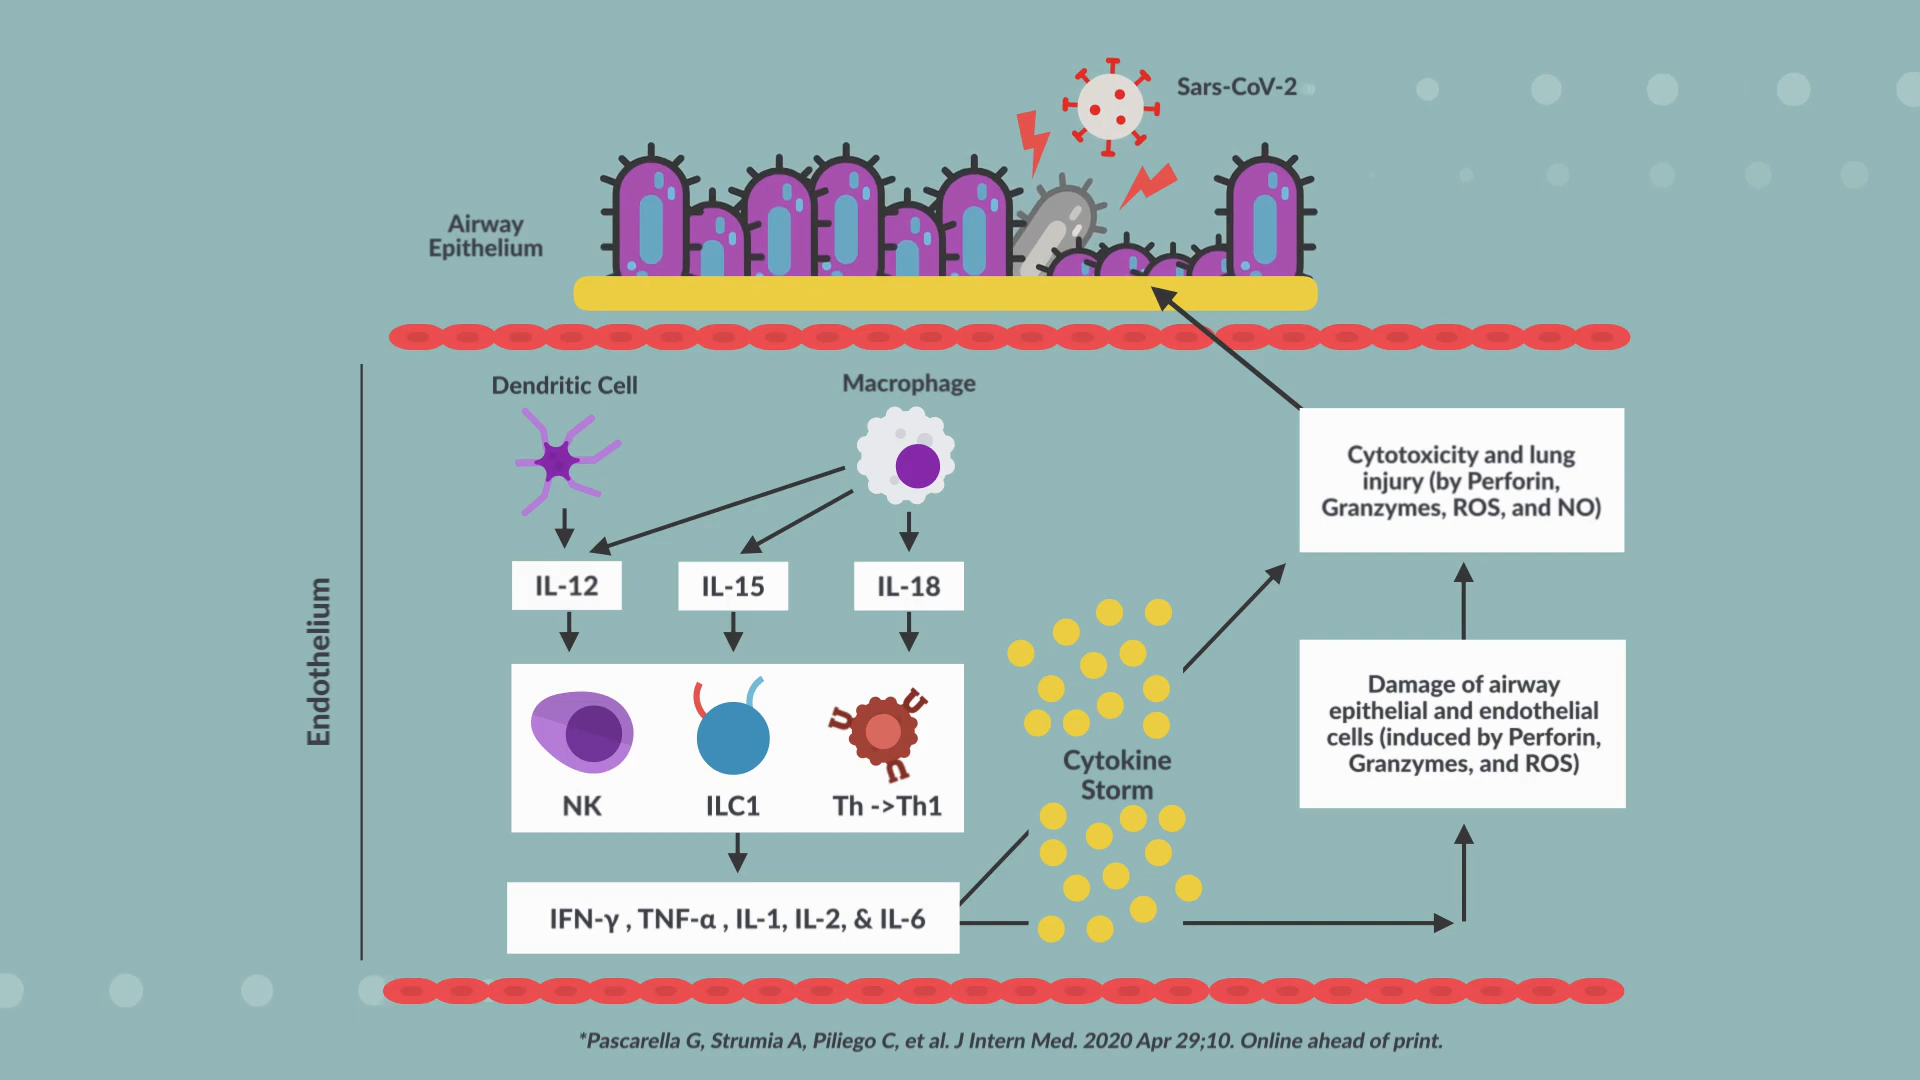 Sars-CoV-2
Airway
Epithelium
Dendritic Cell
Macrophage
Cytotoxicity and lung
injury (by Perforin,
Granzymes, ROS, and NO)
IL-12
IL-15
IL-18
Endothelium
Damage of airway
epithelial and endothelial
cells (induced by Perforin,
Granzymes, and ROS)
Cytokine
Storm
NK
ILC1
Th ->Th1
IFN-γ , TNF-α , IL-1, IL-2, & IL-6
*Pascarella G, Strumia A, Piliego C, et al. J Intern Med. 2020 Apr 29;10. Online ahead of print.